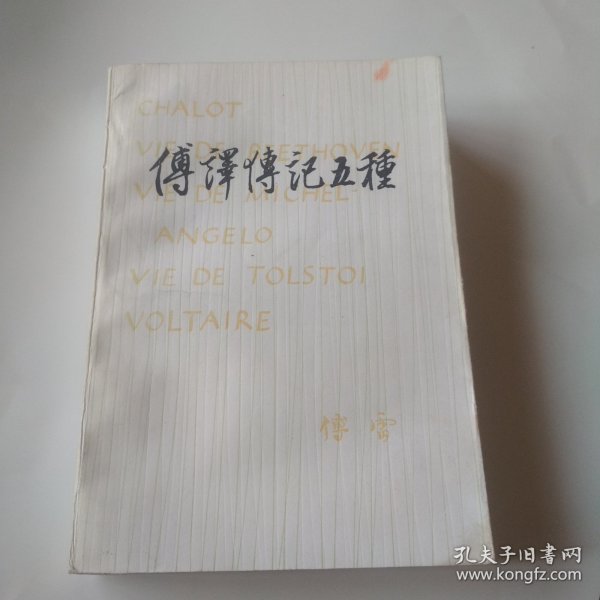 CHALOT
VIE DE BEETHOVEN
傅譯傳記五種
VIE DE MICHEL-
ANGELO
VIE DE TOLSTOI
VOLTAIRE
傅雷
孔夫子旧书网
www.kongfz.com